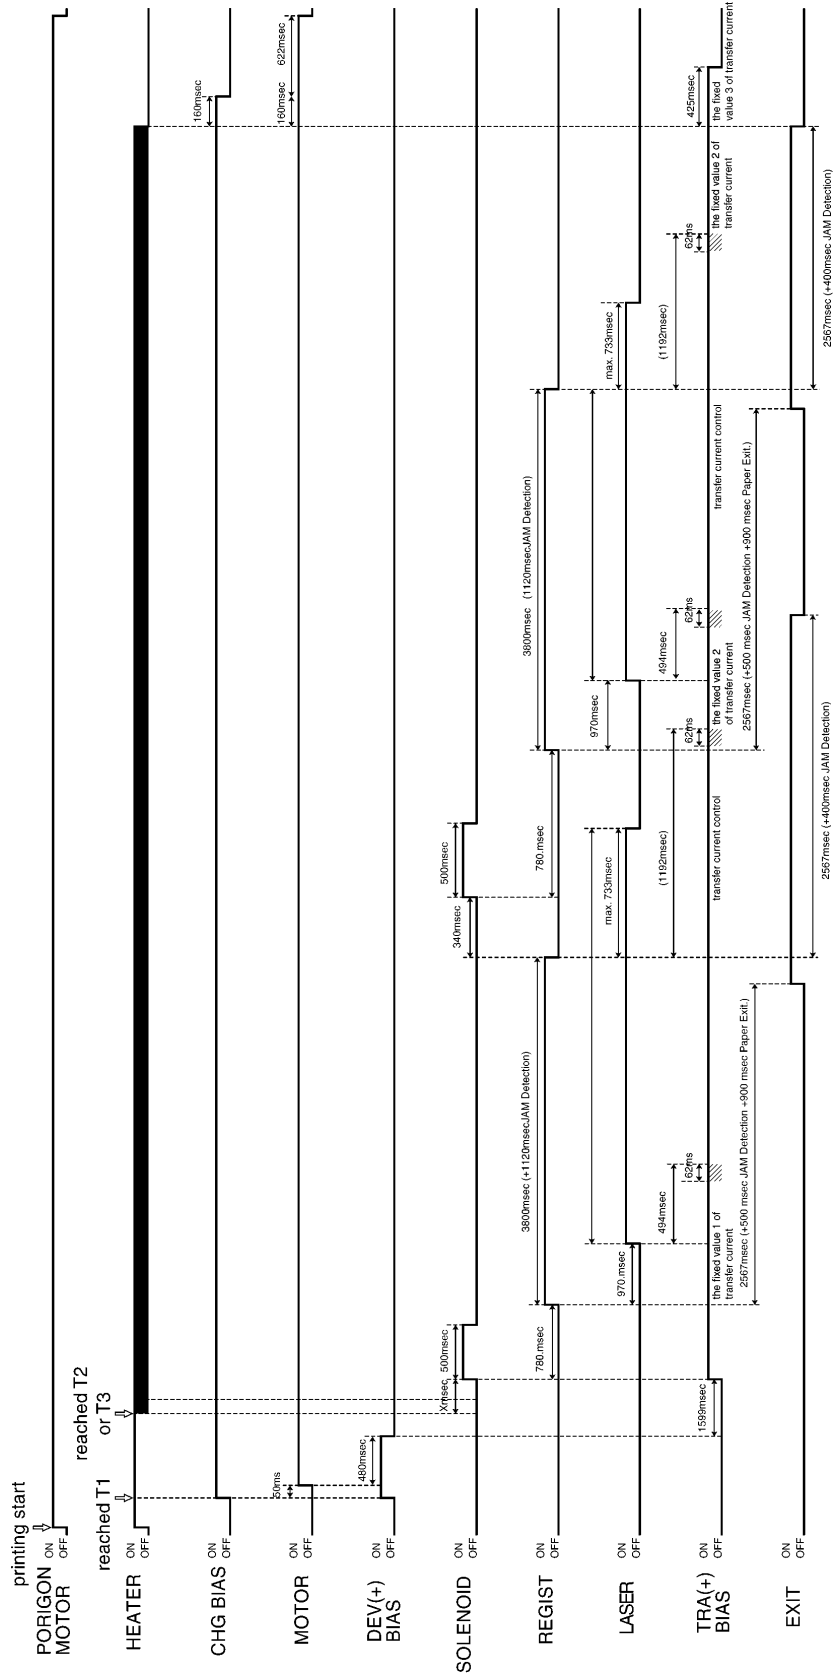 printing start
reached T1
reached T2
or T3
PORIGON
MOTOR
ON
OFF
HEATER
ON
OFF
CHG BIAS
ON
OFF
160msec
MOTOR
ON
OFF
50ms
160msec
622msec
DEV(+)
BIAS
ON
OFF
480msec
SOLENOID
ON
OFF
Xmsec
500msec
340msec
500msec
REGIST
ON
OFF
780.msec
3800msec (+1120msecJAM Detection)
780.msec
3800msec (1120msecJAM Detection)
LASER
ON
OFF
970.msec
max. 733msec
970msec
max. 733msec
TRA(+)
BIAS
ON
OFF
1599msec
494msec
62ms
(1192msec)
62ms
494msec
62ms
(1192msec)
62ms
425msec
the fixed value 1 of
transfer current
transfer current control
the fixed value 2
of transfer current
transfer current control
the fixed value 2 of
transfer current
the fixed
value 3 of transfer current
EXIT
ON
OFF
2567msec (+500 msec JAM Detection +900 msec Paper Exit.)
2567msec (+400msec JAM Detection)
2567msec (+500 msec JAM Detection +900 msec Paper Exit.)
2567msec (+400msec JAM Detection)